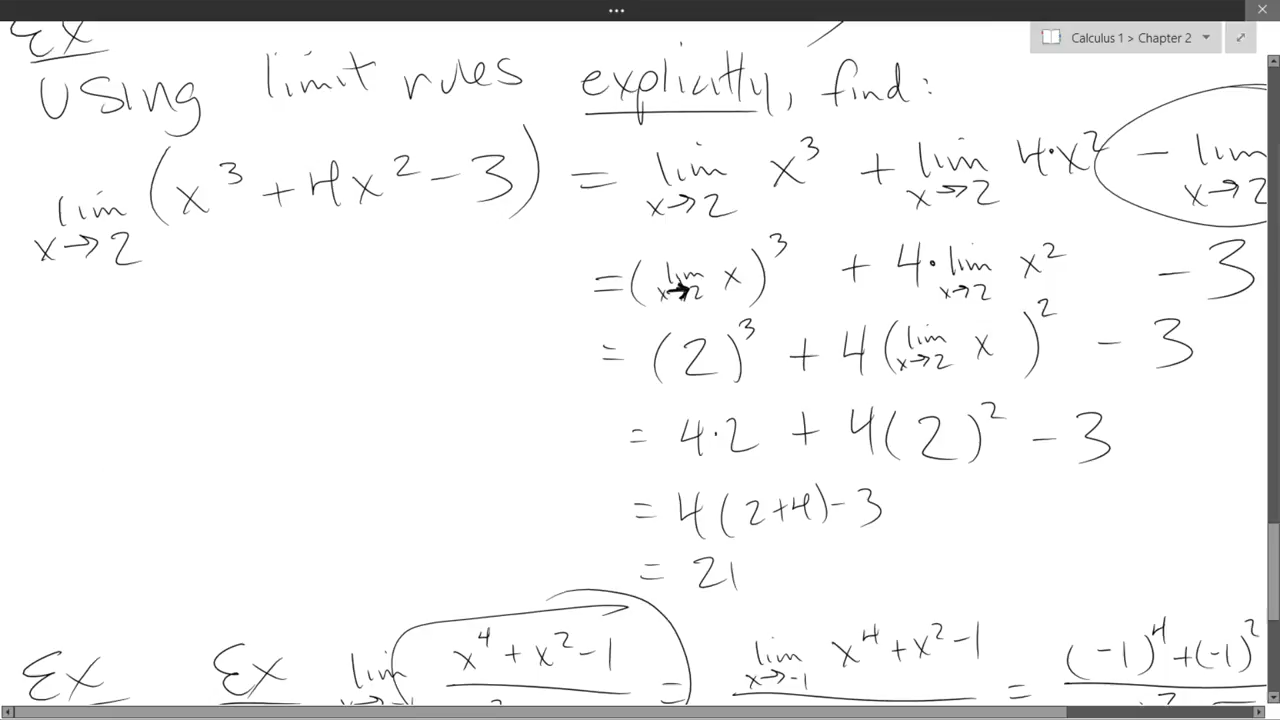 ...
Calculus 1 > Chapter 2
Ex
Using limit rules explicitly, find:
lim x→2 (x³ + 4x² - 3) = lim x→2 x³ + lim x→2 4·x² - lim x→2
= (lim x→2 x)³ + 4·lim x→2 x² - 3
= (2)³ + 4(lim x→2 x)² - 3
= 4·2 + 4(2)² - 3
= 4(2+4) - 3
= 21
Ex Ex lim x⁴ + x² - 1 = lim x→-1 x⁴ + x² - 1 = (-1)⁴ + (-1)²